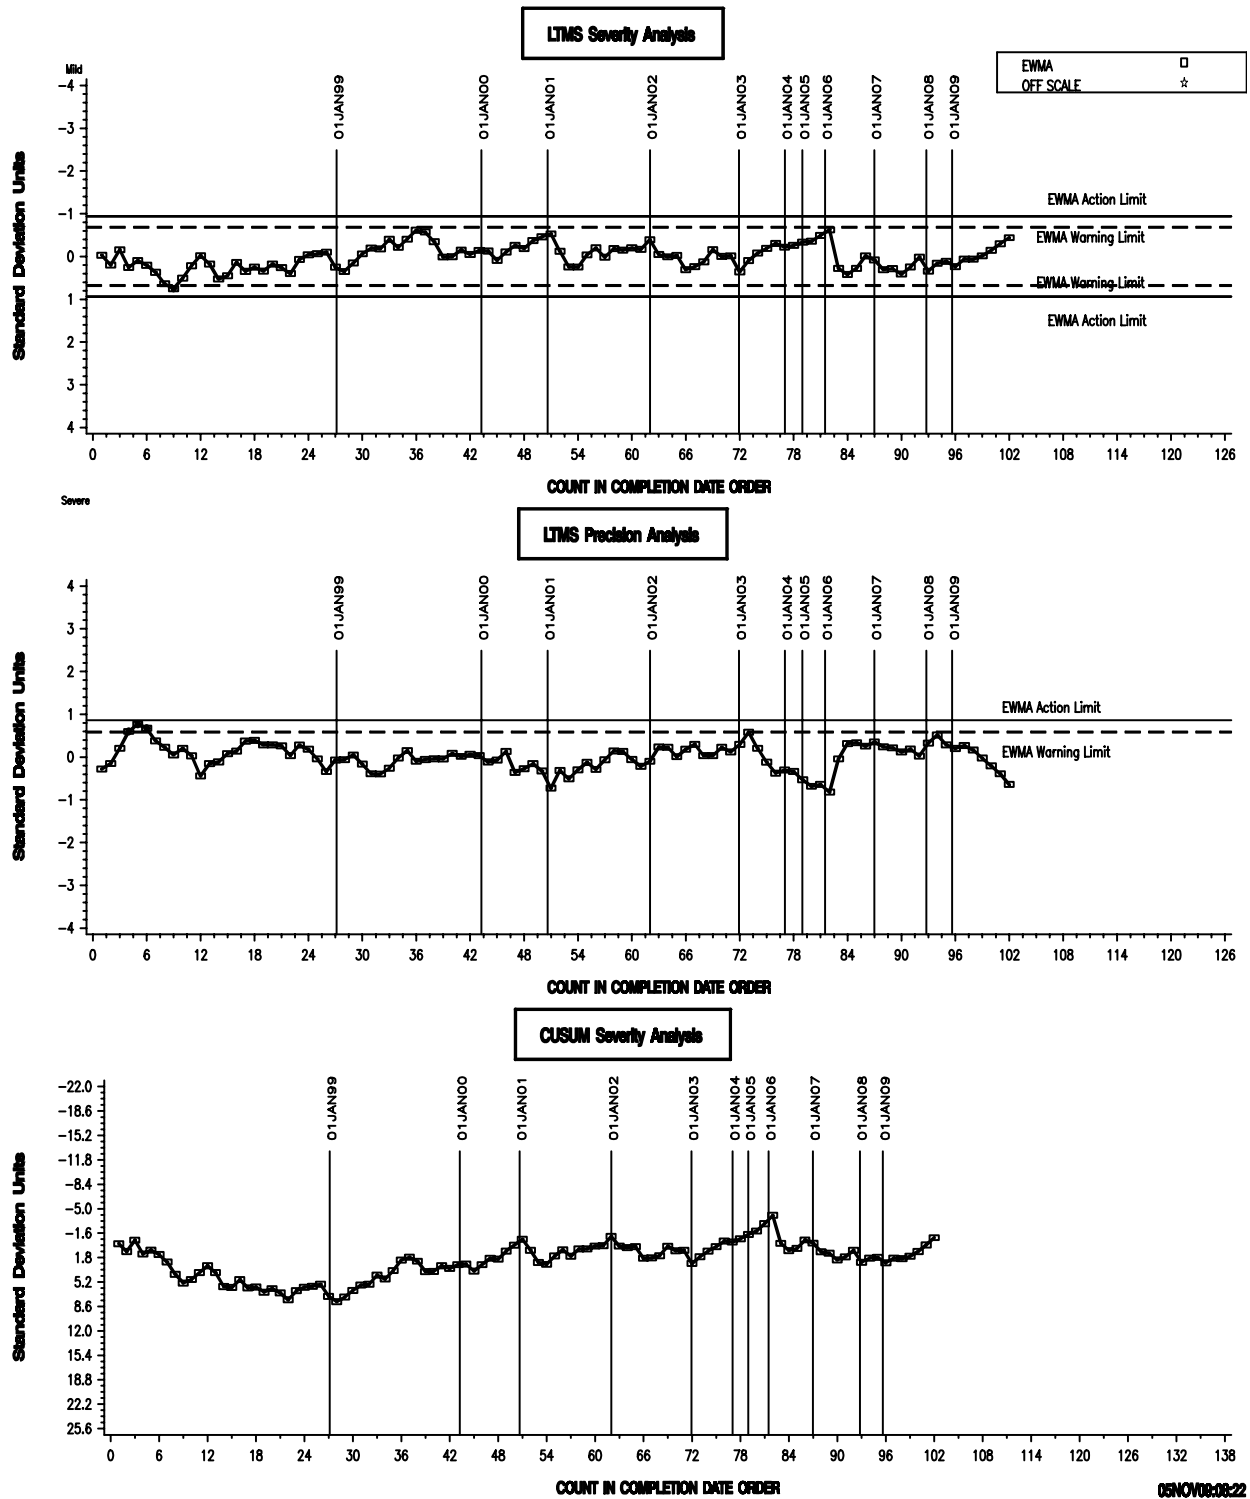 LTMS Severity Analysis
EWMA
OFF SCALE
Mild
Standard Deviation Units
-4
-3
-2
-1
0
1
2
3
4
01JAN99
01JAN00
01JAN01
01JAN02
01JAN03
01JAN04
01JAN05
01JAN06
01JAN07
01JAN08
01JAN09
EWMA Action Limit
EWMA Warning Limit
EWMA Warning Limit
EWMA Action Limit
0 6 12 18 24 30 36 42 48 54 60 66 72 78 84 90 96 102 108 114 120 126
COUNT IN COMPLETION DATE ORDER
Severe
LTMS Precision Analysis
Standard Deviation Units
4
3
2
1
0
-1
-2
-3
-4
01JAN99
01JAN00
01JAN01
01JAN02
01JAN03
01JAN04
01JAN05
01JAN06
01JAN07
01JAN08
01JAN09
EWMA Action Limit
EWMA Warning Limit
0 6 12 18 24 30 36 42 48 54 60 66 72 78 84 90 96 102 108 114 120 126
COUNT IN COMPLETION DATE ORDER
CUSUM Severity Analysis
Standard Deviation Units
-22.0
-18.6
-15.2
-11.8
-8.4
-5.0
-1.6
1.8
5.2
8.6
12.0
15.4
18.8
22.2
25.6
01JAN99
01JAN00
01JAN01
01JAN02
01JAN03
01JAN04
01JAN05
01JAN06
01JAN07
01JAN08
01JAN09
0 6 12 18 24 30 36 42 48 54 60 66 72 78 84 90 96 102 108 114 120 126 132 138
COUNT IN COMPLETION DATE ORDER
05NOV09:08:22